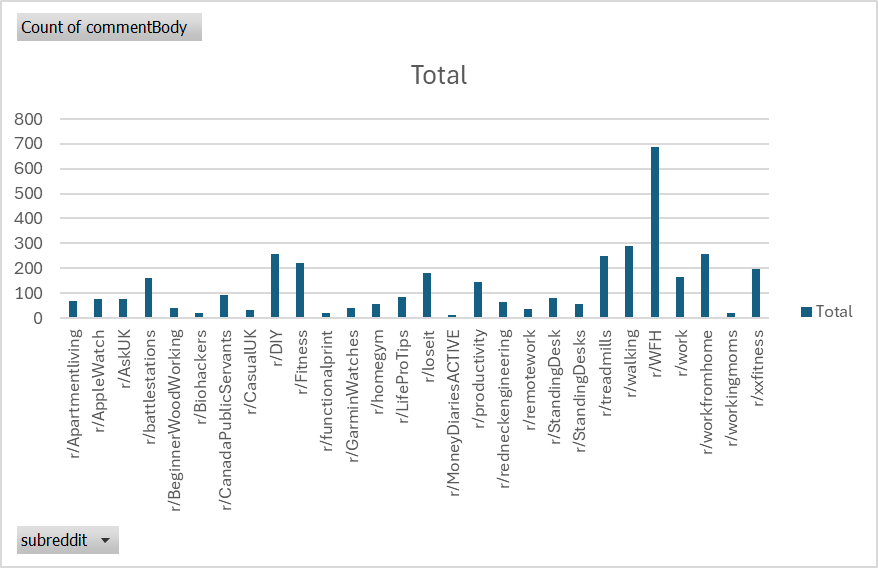 Count of commentBody
Total
800
700
600
500
400
300
200
100
0
r/Apartmentliving
r/AppleWatch
r/AskUK
r/battlestations
r/BeginnerWoodWorking
r/Biohackers
r/CanadaPublicServants
r/CasualUK
r/DIY
r/Fitness
r/functionalprint
r/GarminWatches
r/homegym
r/LifeProTips
r/loseit
r/MoneyDiariesACTIVE
r/productivity
r/redneckengineering
r/remotework
r/StandingDesk
r/StandingDesks
r/treadmills
r/walking
r/WFH
r/work
r/workfromhome
r/workingmoms
r/xxfitness
Total
subreddit